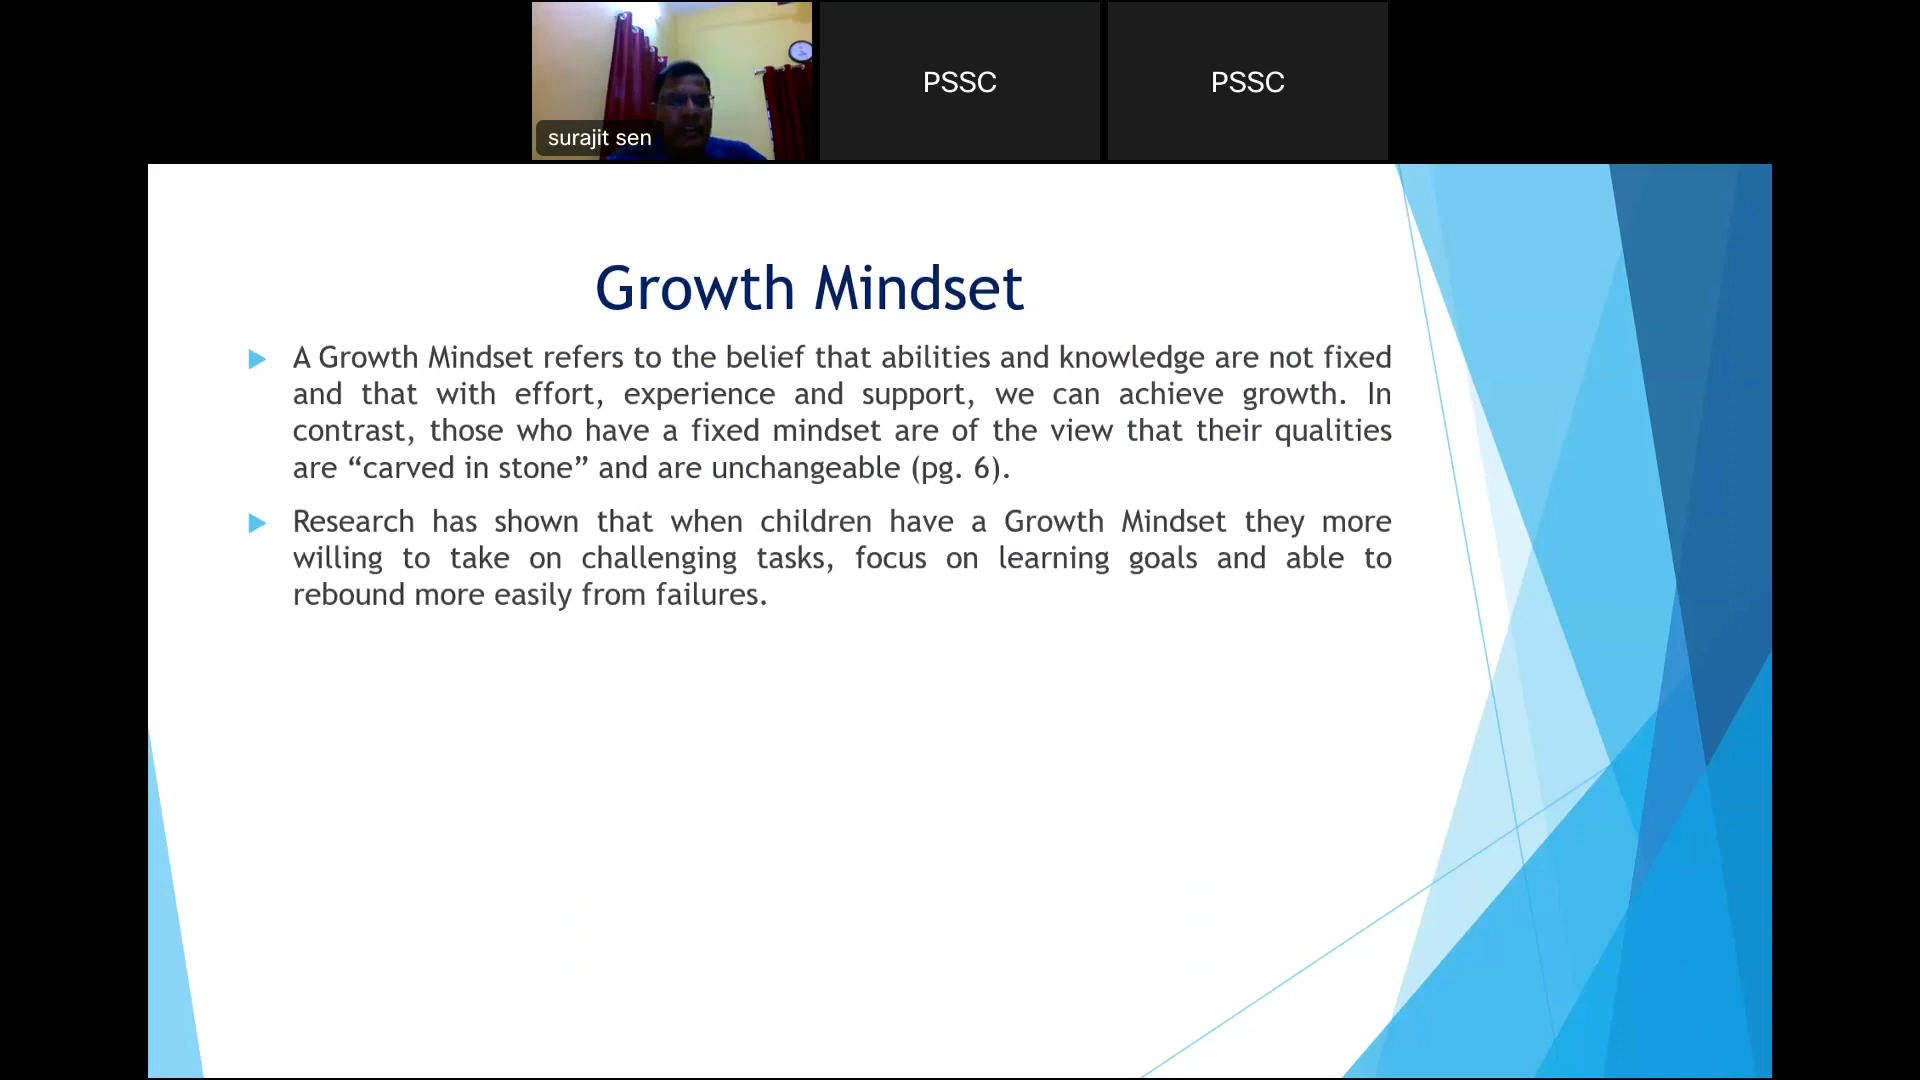 PSSC
PSSC
surajit sen
Growth Mindset
A Growth Mindset refers to the belief that abilities and knowledge are not fixed
and that with effort, experience and support, we can achieve growth. In
contrast, those who have a fixed mindset are of the view that their qualities
are “carved in stone” and are unchangeable (pg. 6).
Research has shown that when children have a Growth Mindset they more
willing to take on challenging tasks, focus on learning goals and able to
rebound more easily from failures.